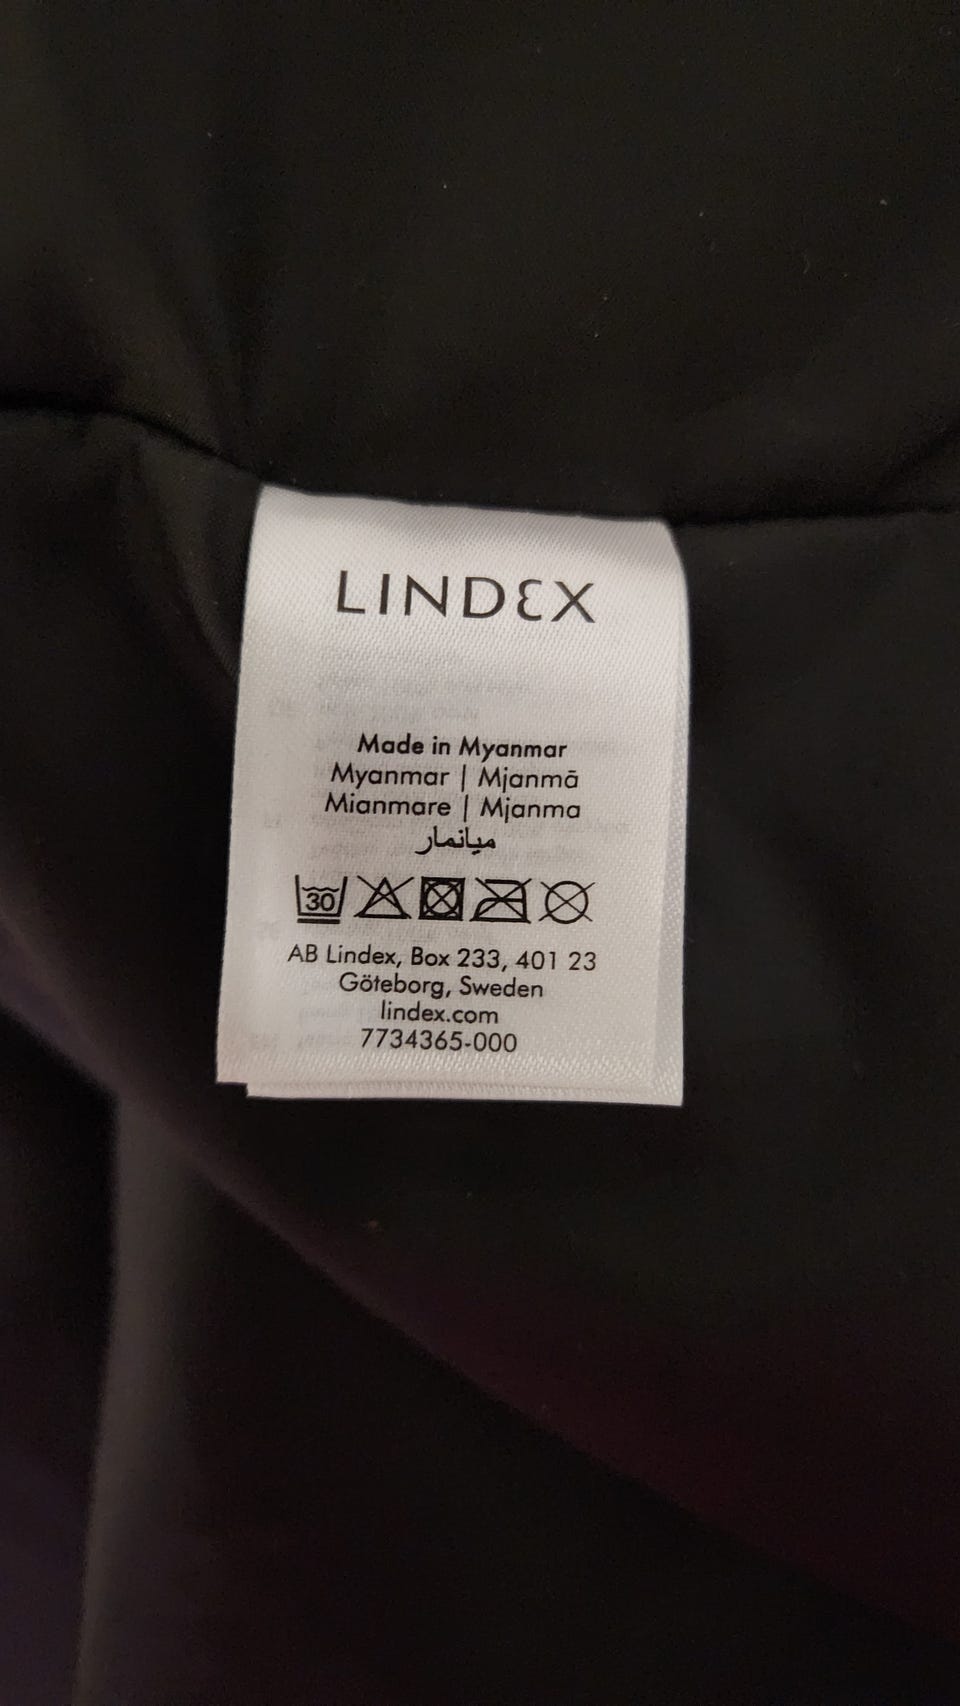 LINDEX
Made in Myanmar
Myanmar | Mjanmā
Mianmare | Mjanma
ميانمار
30
AB Lindex, Box 233, 401 23
Göteborg, Sweden
lindex.com
7734365-000